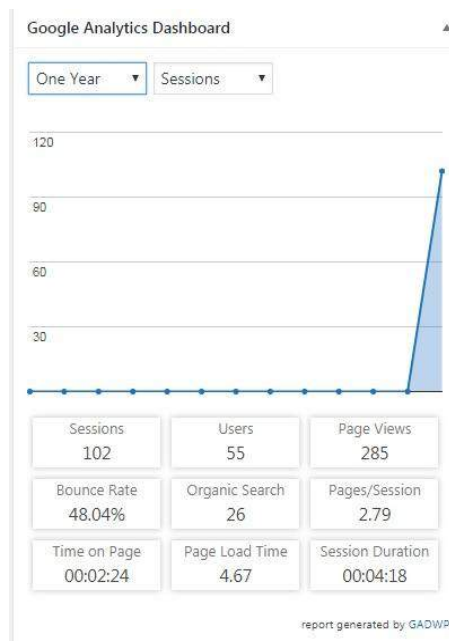 Google Analytics Dashboard
One Year Sessions
120
90
60
30
Sessions Users Page Views
102 55 285
Bounce Rate Organic Search Pages/Session
48.04% 26 2.79
Time on Page Page Load Time Session Duration
00:02:24 4.67 00:04:18
report generated by GADWP